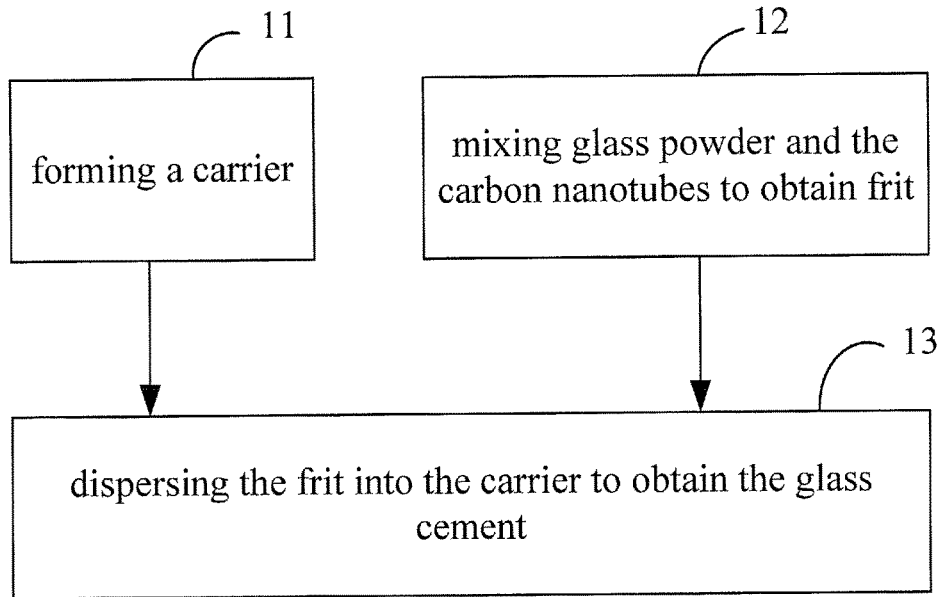 11
forming a carrier
12
mixing glass powder and the
carbon nanotubes to obtain frit
13
dispersing the frit into the carrier to obtain the glass
cement